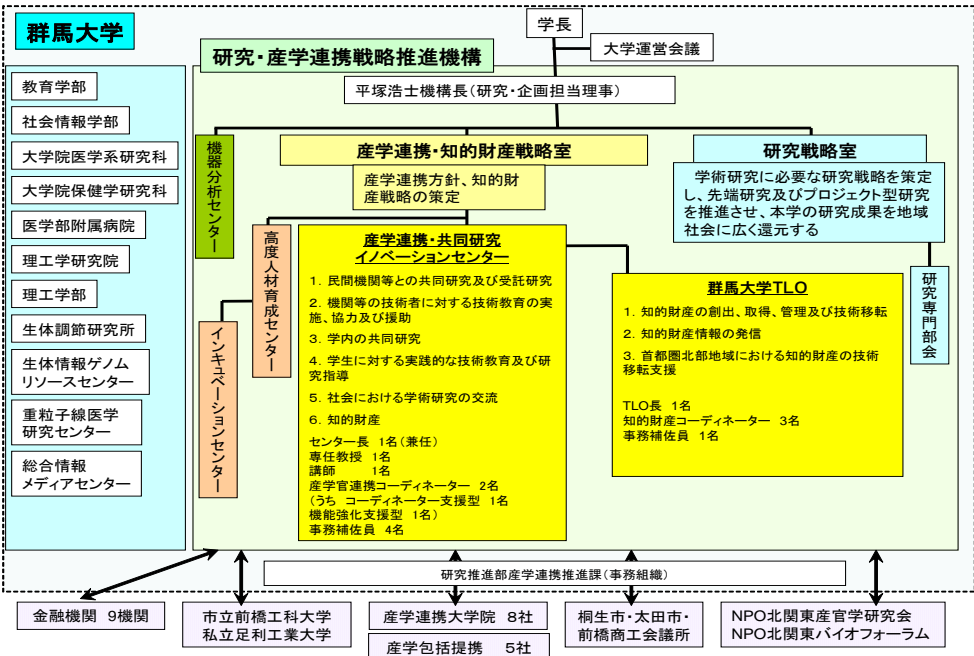 群馬大学
学長
大学運営会議
研究・産学連携戦略推進機構
平塚浩士機構長（研究・企画担当理事）
教育学部
社会情報学部
大学院医学系研究科
大学院保健学研究科
医学部附属病院
理工学研究院
理工学部
生体調節研究所
生体情報ゲノム
リソースセンター
重粒子線医学
研究センター
総合情報
メディアセンター
機器分析センター
産学連携・知的財産戦略室
産学連携方針、知的財
産戦略の策定
研究戦略室
学術研究に必要な研究戦略を策定
し、先端研究及びプロジェクト型研究
を推進させ、本学の研究成果を地域
社会に広く還元する
研究専門部会
高度人材育成センター
インキュベーションセンター
産学連携・共同研究
イノベーションセンター
1. 民間機関等との共同研究及び受託研究
2. 機関等の技術者に対する技術教育の実
施、協力及び援助
3. 学内の共同研究
4. 学生に対する実践的な技術教育及び研
究指導
5. 社会における学術研究の交流
6. 知的財産
センター長 1名（兼任）
専任教授 1名
講師 1名
産学官連携コーディネーター 2名
（うち コーディネーター支援型 1名
機能強化支援型 1名）
事務補佐員 4名
群馬大学TLO
1. 知的財産の創出、取得、管理及び技術移転
2. 知的財産情報の発信
3. 首都圏北部地域における知的財産の技術
移転支援
TLO長 1名
知的財産コーディネーター 3名
事務補佐員 1名
研究推進部産学連携推進課（事務組織）
金融機関 9機関
市立前橋工科大学
私立足利工業大学
産学連携大学院 8社
産学包括提携 5社
桐生市・太田市・
前橋商工会議所
NPO北関東産官学研究会
NPO北関東バイオフォーラム